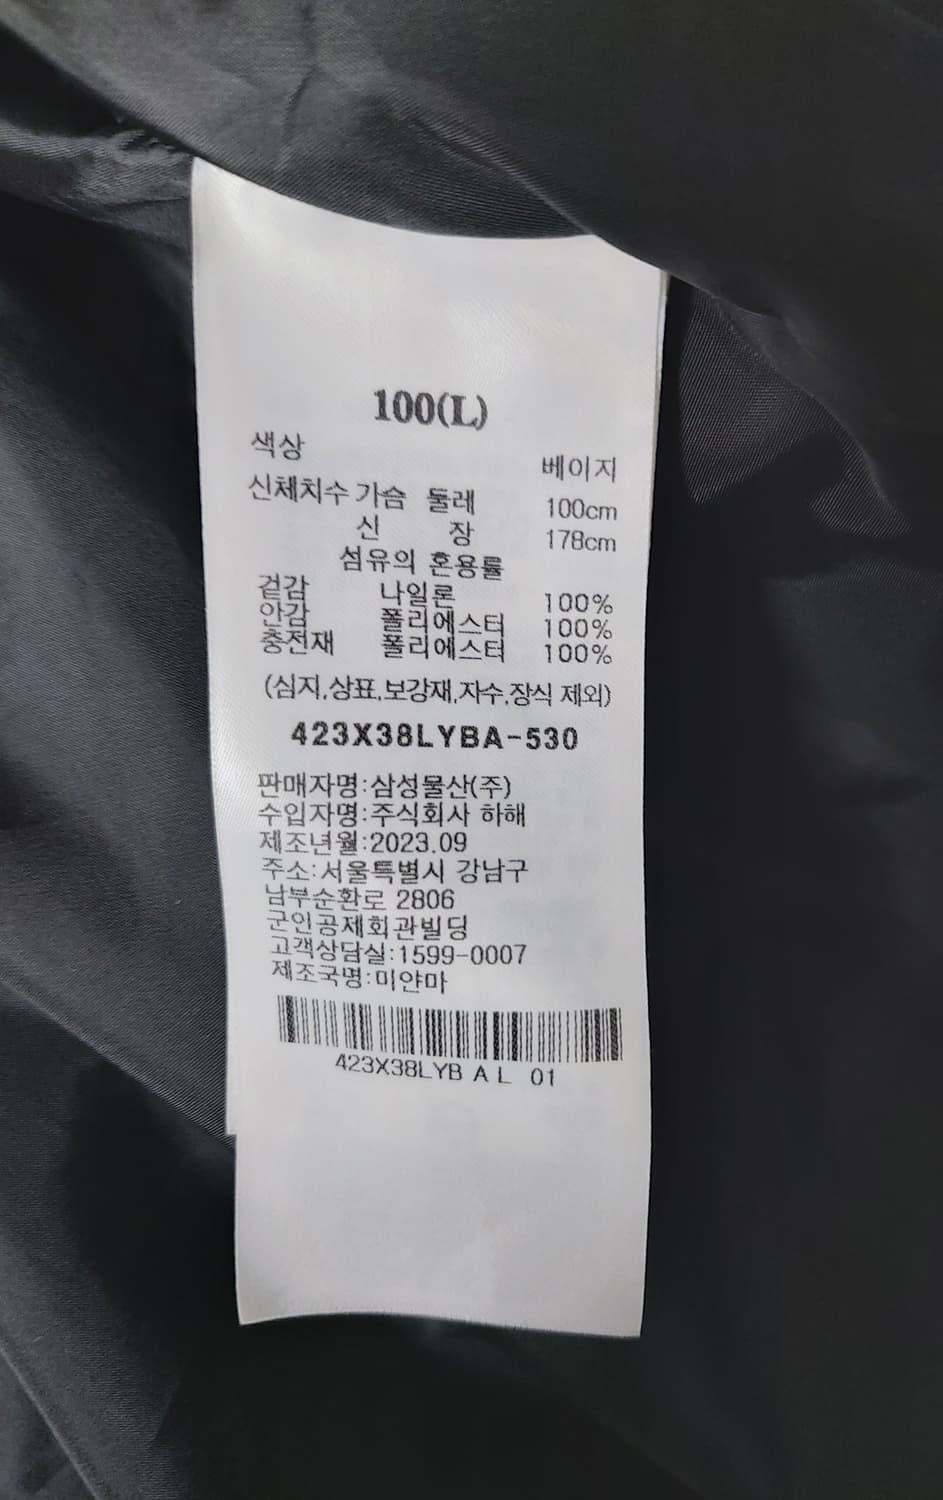 100(L)
색상 베이지
신체치수 가슴 둘레 100cm
신 장 178cm
섬유의 혼용률
겉감 나일론 100%
안감 폴리에스터 100%
충전재 폴리에스터 100%
(심지,상표,보강재,자수,장식 제외)
423X38LYBA-530
판매자명:삼성물산(주)
수입자명:주식회사 하해
제조년월:2023.09
주소:서울특별시 강남구
남부순환로 2806
군인공제회관빌딩
고객상담실:1599-0007
제조국명:미얀마
423X38LYB A L 01